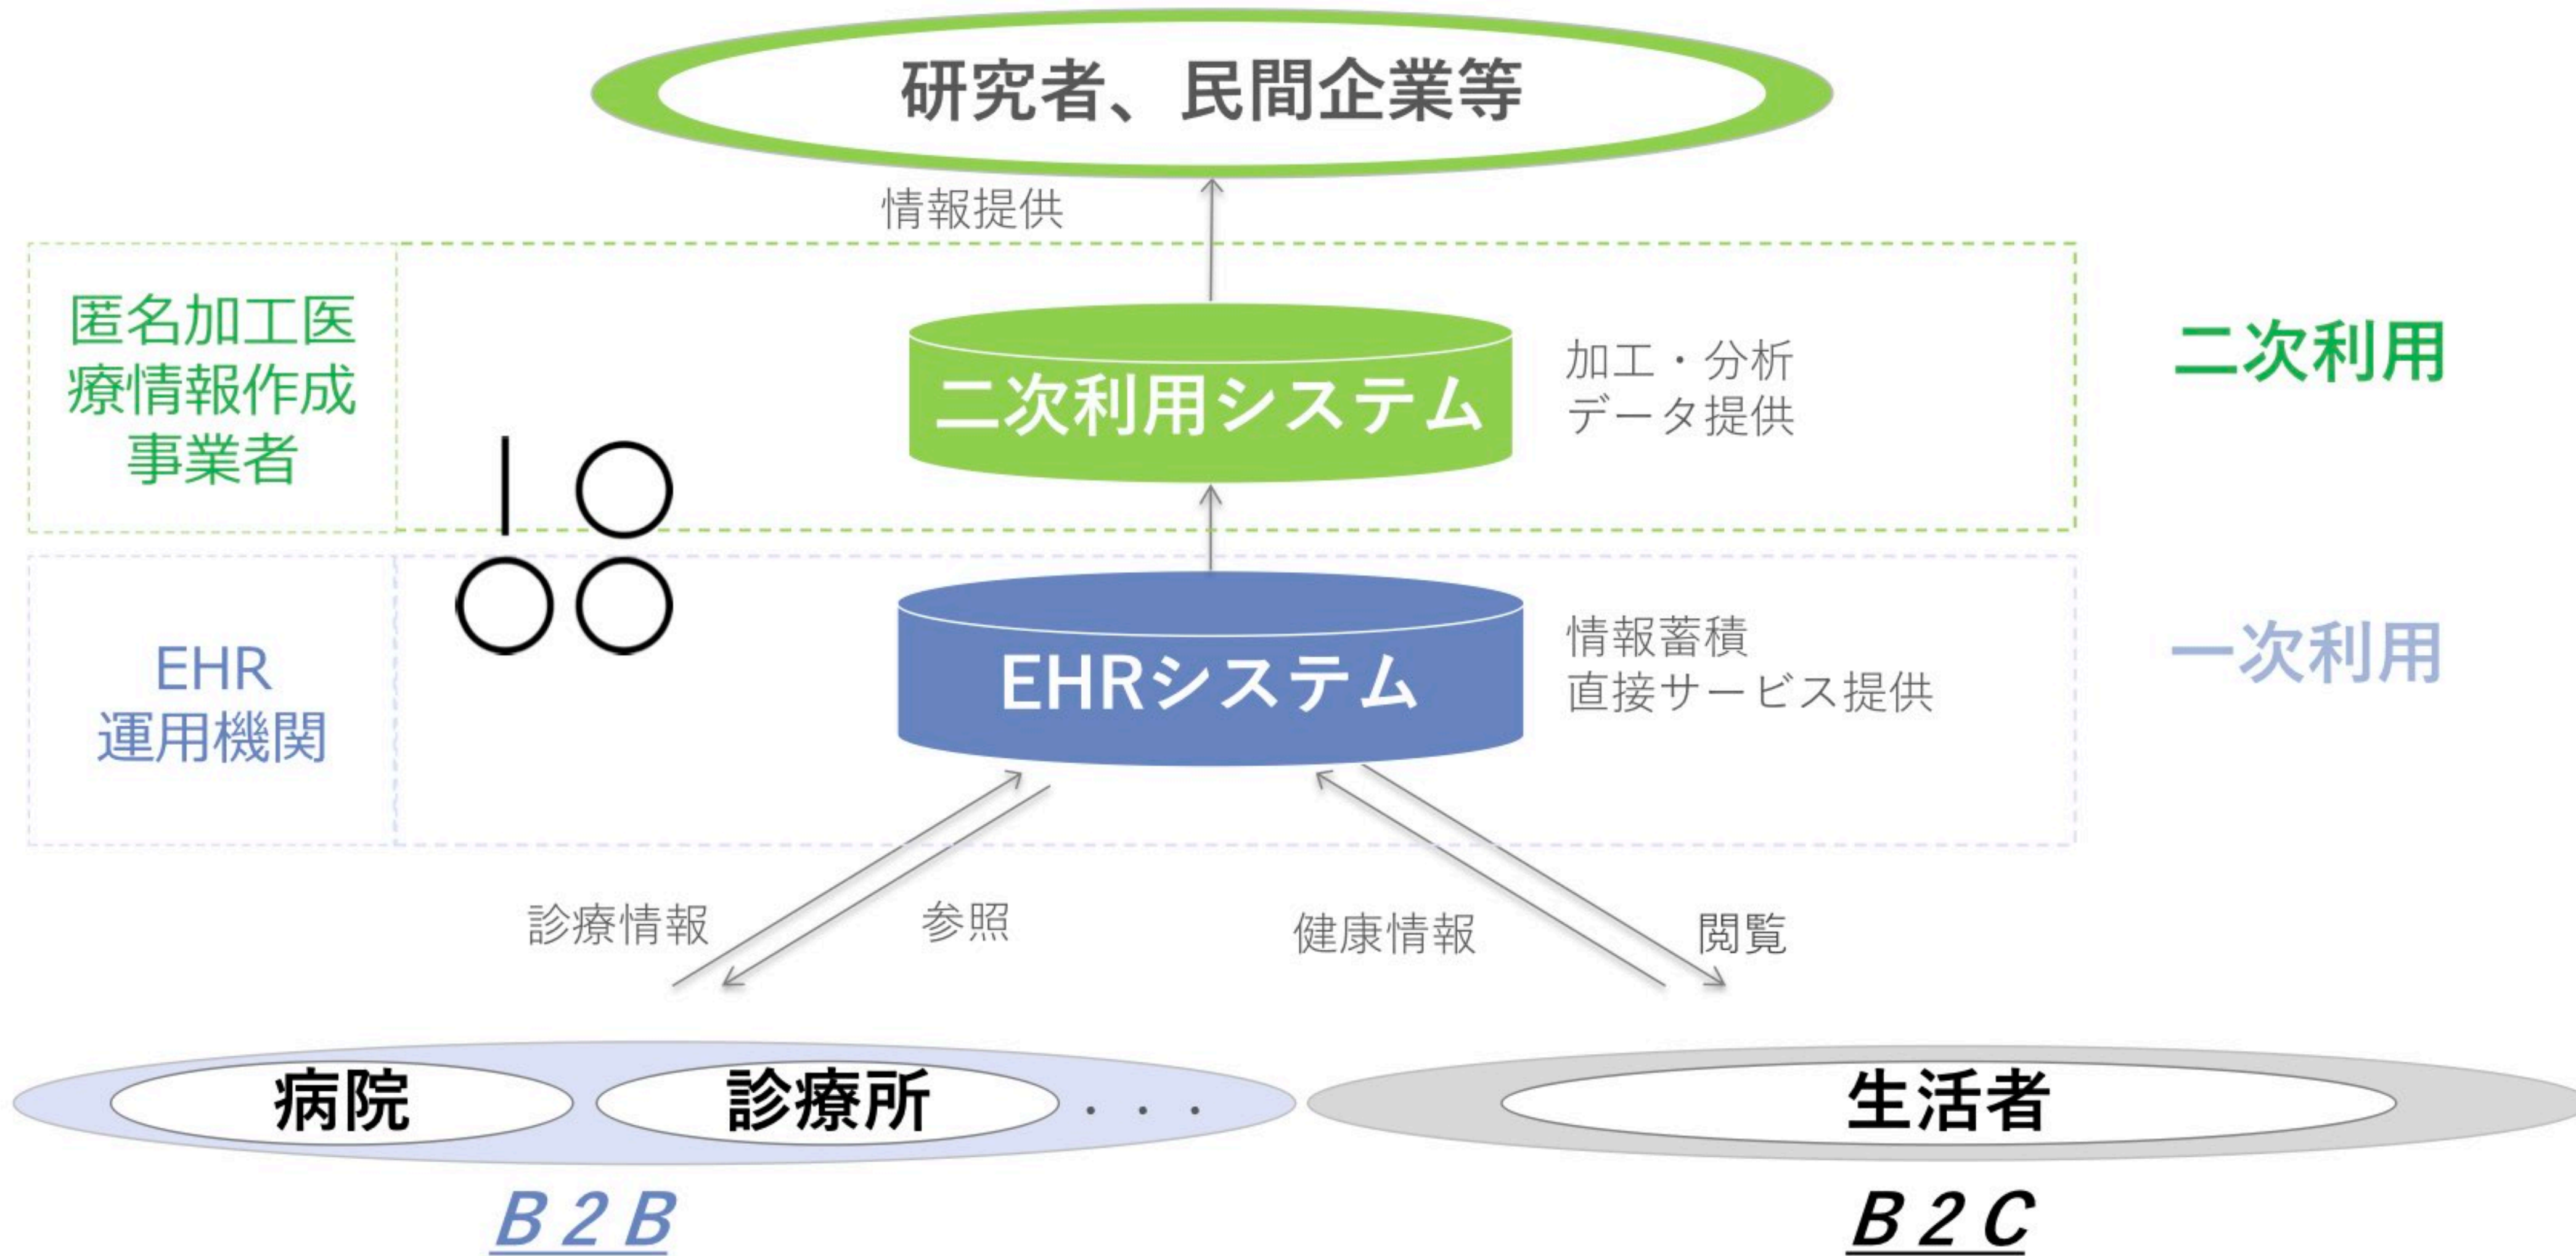 研究者、民間企業等
情報提供
匿名加工医
療情報作成
事業者
二次利用システム
加工・分析
データ提供
二次利用
EHR
運用機関
EHRシステム
情報蓄積
直接サービス提供
一次利用
診療情報
参照
健康情報
閲覧
病院
診療所
・・・
生活者
B2B
B2C